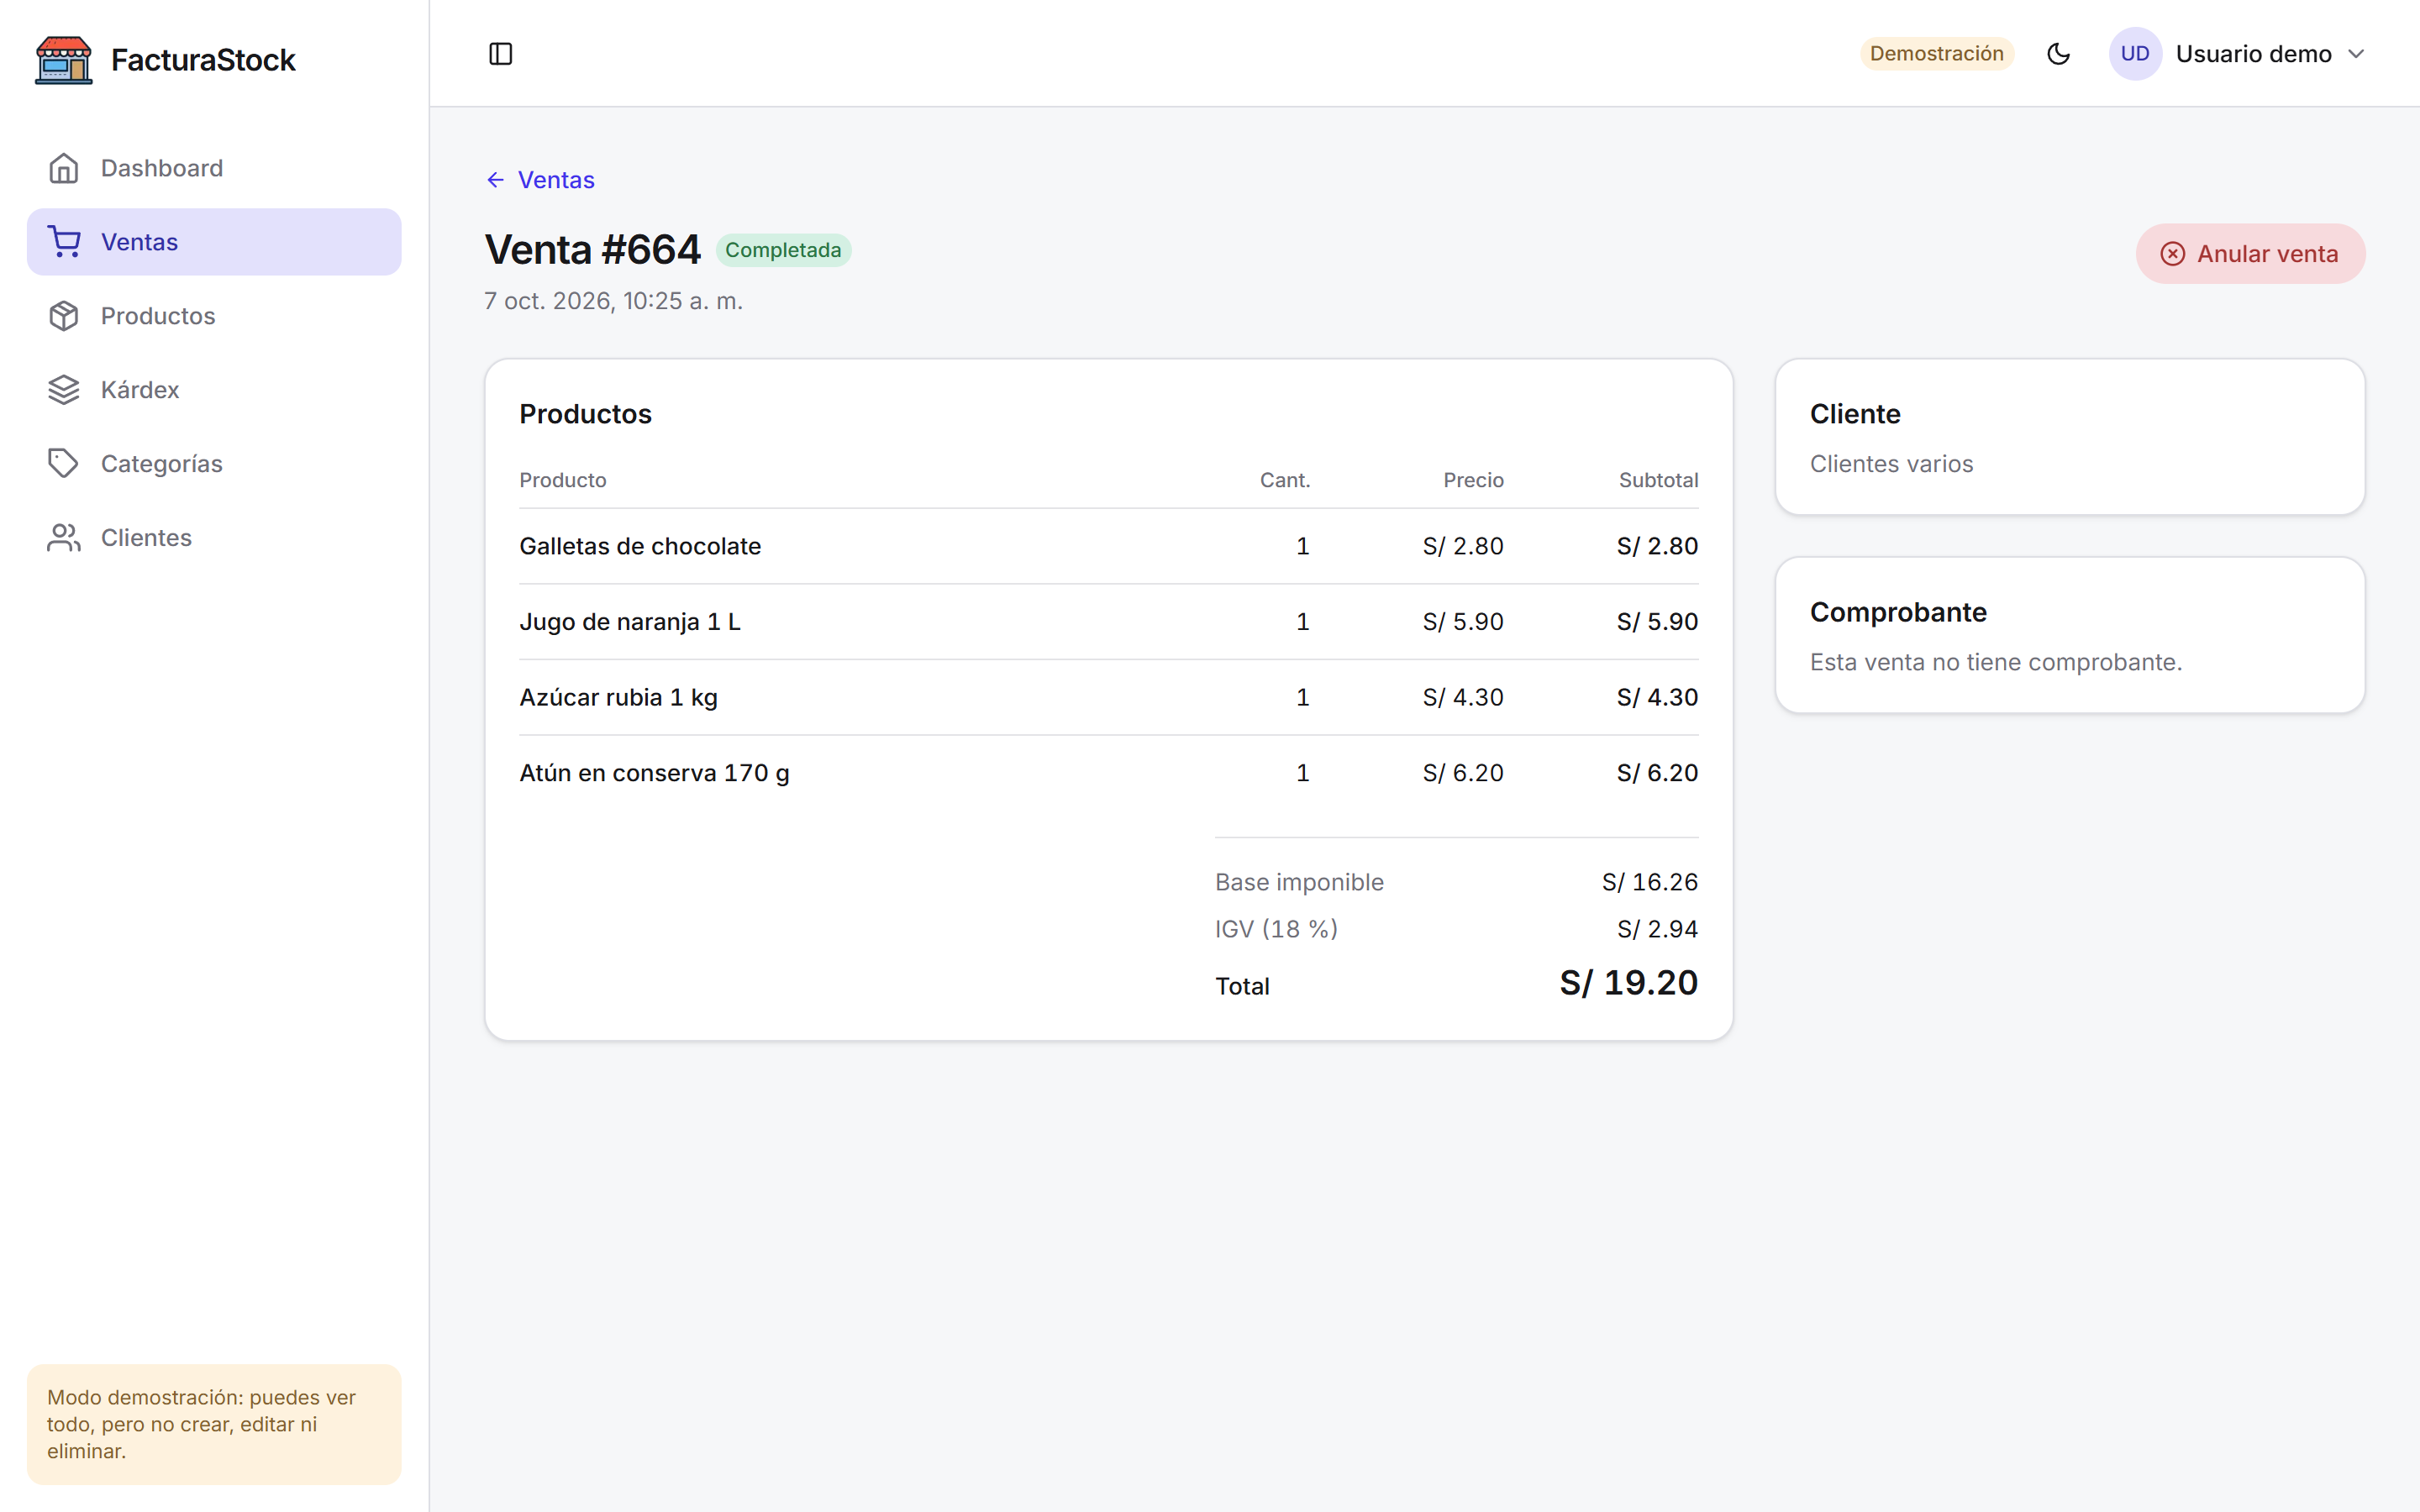 FacturaStock
Dashboard
Ventas
Productos
Kárdex
Categorías
Clientes
Modo demostración: puedes ver
todo, pero no crear, editar ni
eliminar.
Demostración
UD
Usuario demo
Ventas
Venta #664
Completada
7 oct. 2026, 10:25 a. m.
Anular venta
Productos
Producto Cant. Precio Subtotal
Galletas de chocolate 1 S/ 2.80 S/ 2.80
Jugo de naranja 1 L 1 S/ 5.90 S/ 5.90
Azúcar rubia 1 kg 1 S/ 4.30 S/ 4.30
Atún en conserva 170 g 1 S/ 6.20 S/ 6.20
Base imponible S/ 16.26
IGV (18 %) S/ 2.94
Total S/ 19.20
Cliente
Clientes varios
Comprobante
Esta venta no tiene comprobante.